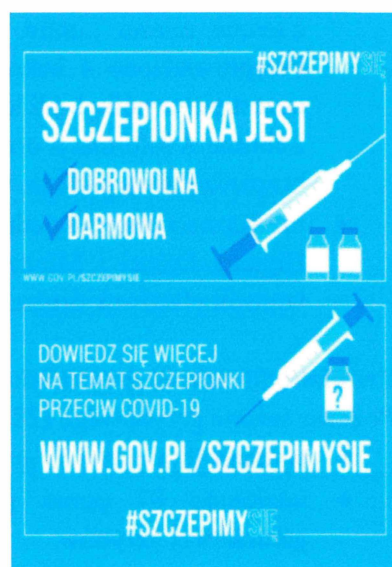 #SZCZEPIMYSIĘ
SZCZEPIONKA JEST
DOBROWOLNA
DARMOWA
WWW.GOV.PL/SZCZEPIMYSIE
DOWIEDZ SIĘ WIĘCEJ
NA TEMAT SZCZEPIONKI
PRZECIW COVID-19
?
WWW.GOV.PL/SZCZEPIMYSIE
#SZCZEPIMYSIĘ